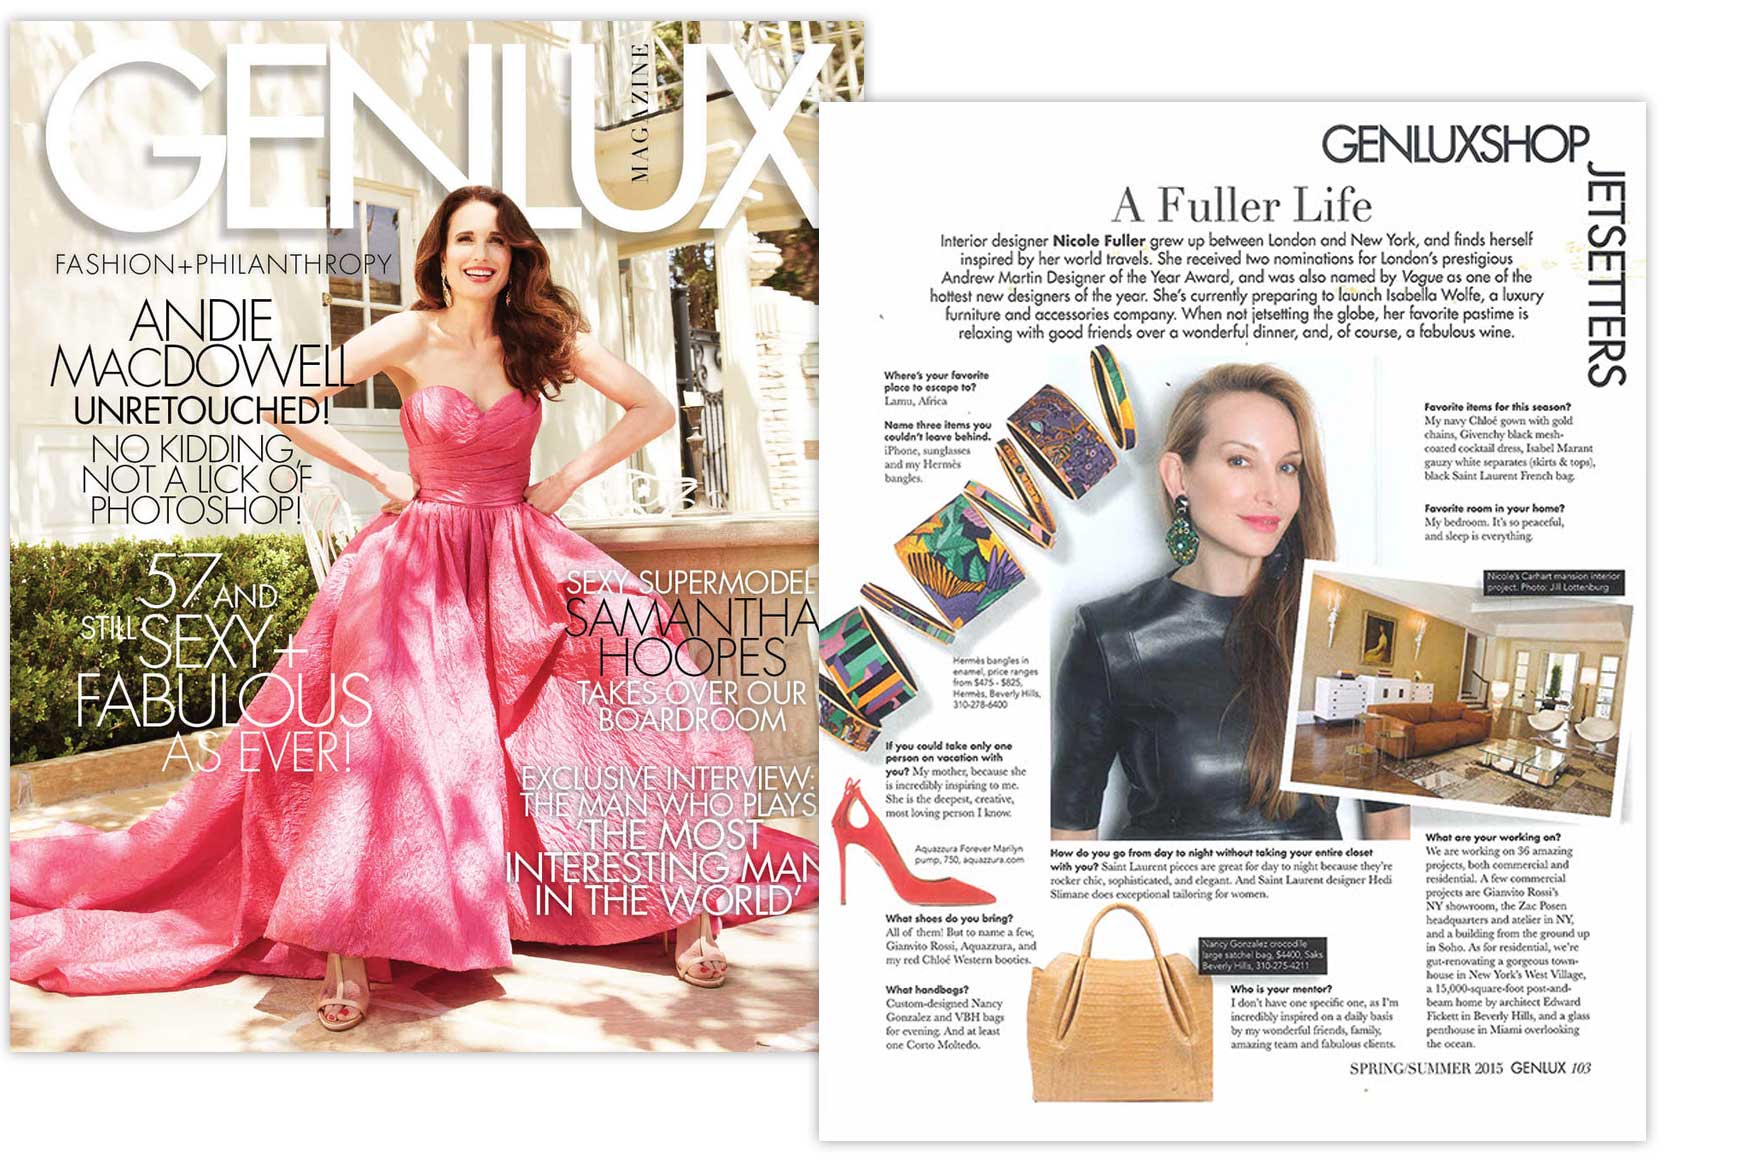 GENLUX
MAGAZINE
FASHION+PHILANTHROPY
ANDIE
MACDOWELL
UNRETOUCHED!
NO KIDDING,
NOT A LICK OF
PHOTOSHOP!
57 AND
STILL SEXY+
FABULOUS
AS EVER!
SEXY SUPERMODEL
SAMANTHA
HOOPES
TAKES OVER OUR
BOARDROOM
EXCLUSIVE INTERVIEW:
THE MAN WHO PLAYS
'THE MOST
INTERESTING MAN
IN THE WORLD'
GENLUXSHOP
JETSETTERS
A Fuller Life
Interior designer Nicole Fuller grew up between London and New York, and finds herself
inspired by her world travels. She received two nominations for London's prestigious
Andrew Martin Designer of the Year Award, and was also named by Vogue as one of the
hottest new designers of the year. She's currently preparing to launch Isabella Wolfe, a luxury
furniture and accessories company. When not jetsetting the globe, her favorite pastime is
relaxing with good friends over a wonderful dinner, and, of course, a fabulous wine.
Where's your favorite
place to escape to?
Lamu, Africa
Name three items you
couldn't leave behind.
iPhone, sunglasses
and my Hermès
bangles.
Hermès bangles in
enamel, price ranges
from $475 - $825,
Hermès, Beverly Hills,
310-278-6400
If you could take only one
person on vacation with
you? My mother, because she
is incredibly inspiring to me.
She is the deepest, creative,
most loving person I know.
Aquazzura Forever Marilyn
pump, 750, aquazzura.com
What shoes do you bring?
All of them! But to name a few,
Gianvito Rossi, Aquazzura, and
my red Chloé Western booties.
What handbags?
Custom-designed Nancy
Gonzalez and VBH bags
for evening. And at least
one Corto Moltedo.
How do you go from day to night without taking your entire closet
with you? Saint Laurent pieces are great for day to night because they're
rocker chic, sophisticated, and elegant. And Saint Laurent designer Hedi
Slimane does exceptional tailoring for women.
Nancy Gonzalez crocodile
large satchel bag, $4400, Saks
Beverly Hills, 310-275-4211
Who is your mentor?
I don't have one specific one, as I'm
incredibly inspired on a daily basis
by my wonderful friends, family,
amazing team and fabulous clients.
Favorite items for this season?
My navy Chloé gown with gold
chains, Givenchy black mesh-
coated cocktail dress, Isabel Marant
gauzy white separates (skirts & tops),
black Saint Laurent French bag.
Favorite room in your home?
My bedroom. It's so peaceful,
and sleep is everything.
Nicole's Carhart mansion interior
project. Photo: Jill Lottenburg
What are you working on?
We are working on 36 amazing
projects, both commercial and
residential. A few commercial
projects are Gianvito Rossi's
NY showroom, the Zac Posen
headquarters and atelier in NY,
and a building from the ground up
in Soho. As for residential, we're
gut-renovating a gorgeous town-
house in New York's West Village,
a 15,000-square-foot post-and-
beam home by architect Edward
Fickett in Beverly Hills, and a glass
penthouse in Miami overlooking
the ocean.
SPRING/SUMMER 2015 GENLUX 103